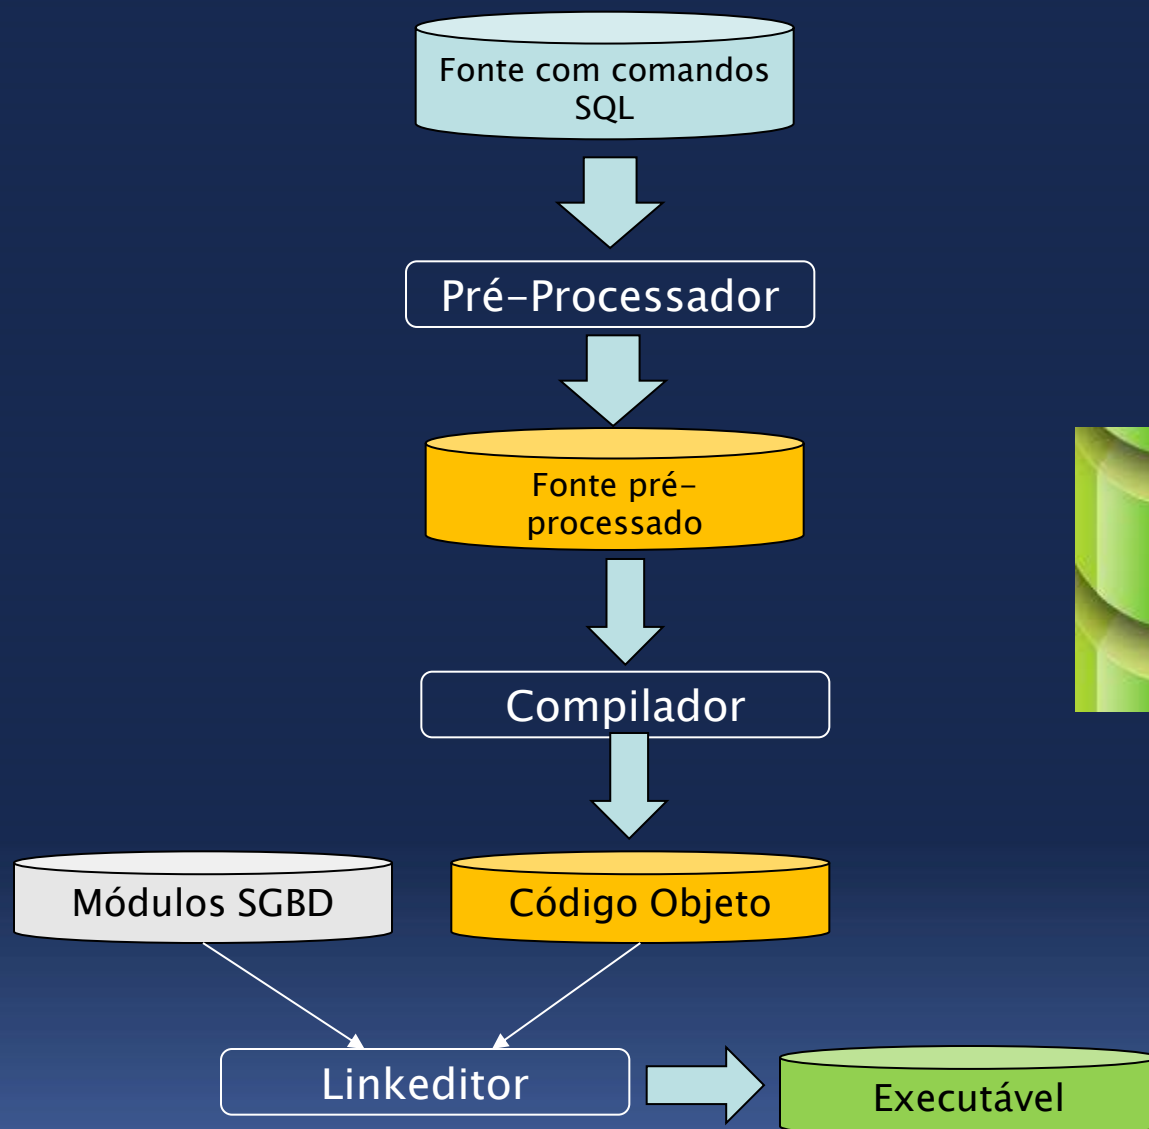 Fonte com comandos
SQL
Pré-Processador
Fonte pré-
processado
Compilador
Módulos SGBD
Código Objeto
Linkeditor
Executável